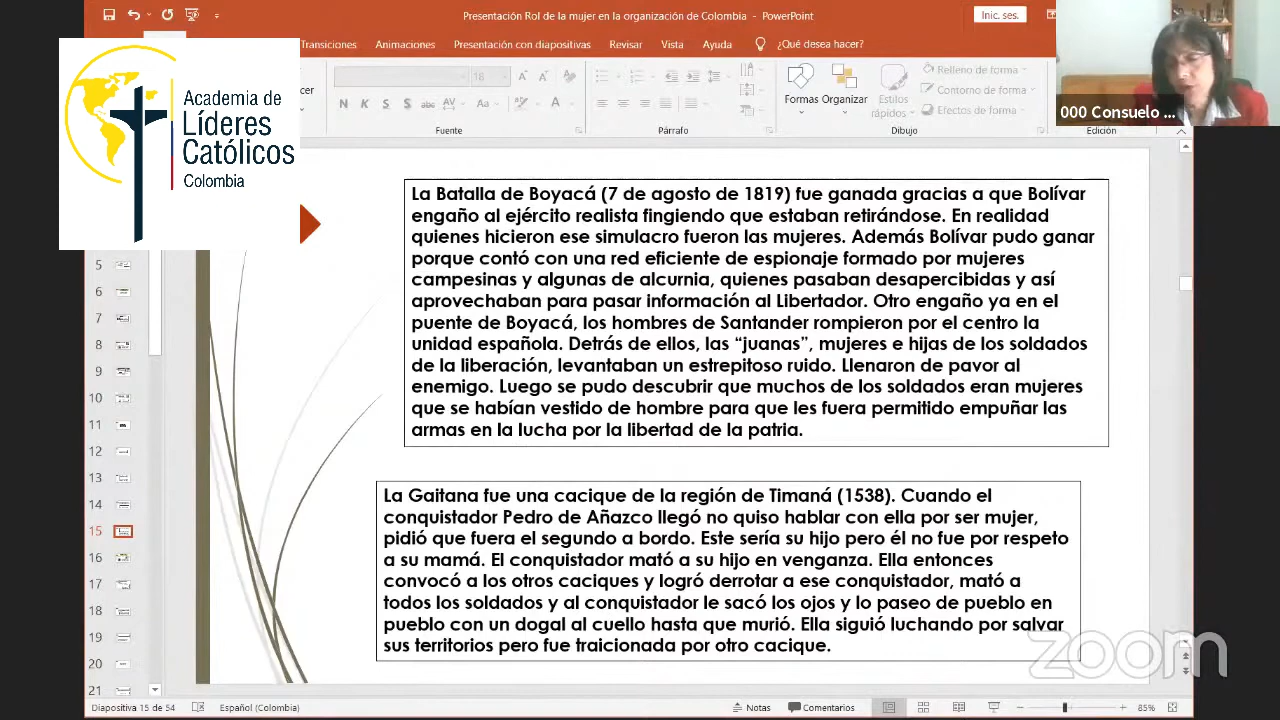 Presentación Rol de la mujer en la organización de Colombia - PowerPoint
Inic. ses.
Transiciones Animaciones Presentación con diapositivas Revisar Vista Ayuda ¿Qué desea hacer?
18
N K S S abc AV Aa A
Formas Organizar Estilos rápidos
Relleno de forma
Contorno de forma
Efectos de forma
Fuente Párrafo Dibujo Edición
000 Consuelo ...
Academia de
Líderes
Católicos
Colombia
La Batalla de Boyacá (7 de agosto de 1819) fue ganada gracias a que Bolívar
engaño al ejército realista fingiendo que estaban retirándose. En realidad
quienes hicieron ese simulacro fueron las mujeres. Además Bolívar pudo ganar
porque contó con una red eficiente de espionaje formado por mujeres
campesinas y algunas de alcurnia, quienes pasaban desapercibidas y así
aprovechaban para pasar información al Libertador. Otro engaño ya en el
puente de Boyacá, los hombres de Santander rompieron por el centro la
unidad española. Detrás de ellos, las “juanas”, mujeres e hijas de los soldados
de la liberación, levantaban un estrepitoso ruido. Llenaron de pavor al
enemigo. Luego se pudo descubrir que muchos de los soldados eran mujeres
que se habían vestido de hombre para que les fuera permitido empuñar las
armas en la lucha por la libertad de la patria.
La Gaitana fue una cacique de la región de Timaná (1538). Cuando el
conquistador Pedro de Añazco llegó no quiso hablar con ella por ser mujer,
pidió que fuera el segundo a bordo. Este sería su hijo pero él no fue por respeto
a su mamá. El conquistador mató a su hijo en venganza. Ella entonces
convocó a los otros caciques y logró derrotar a ese conquistador, mató a
todos los soldados y al conquistador le sacó los ojos y lo paseo de pueblo en
pueblo con un dogal al cuello hasta que murió. Ella siguió luchando por salvar
sus territorios pero fue traicionada por otro cacique.
5
6
7
8
9
10
11
12
13
15
16
17
18
19
20
21
zoom
Diapositiva 15 de 54 Español (Colombia) Notas Comentarios 85%